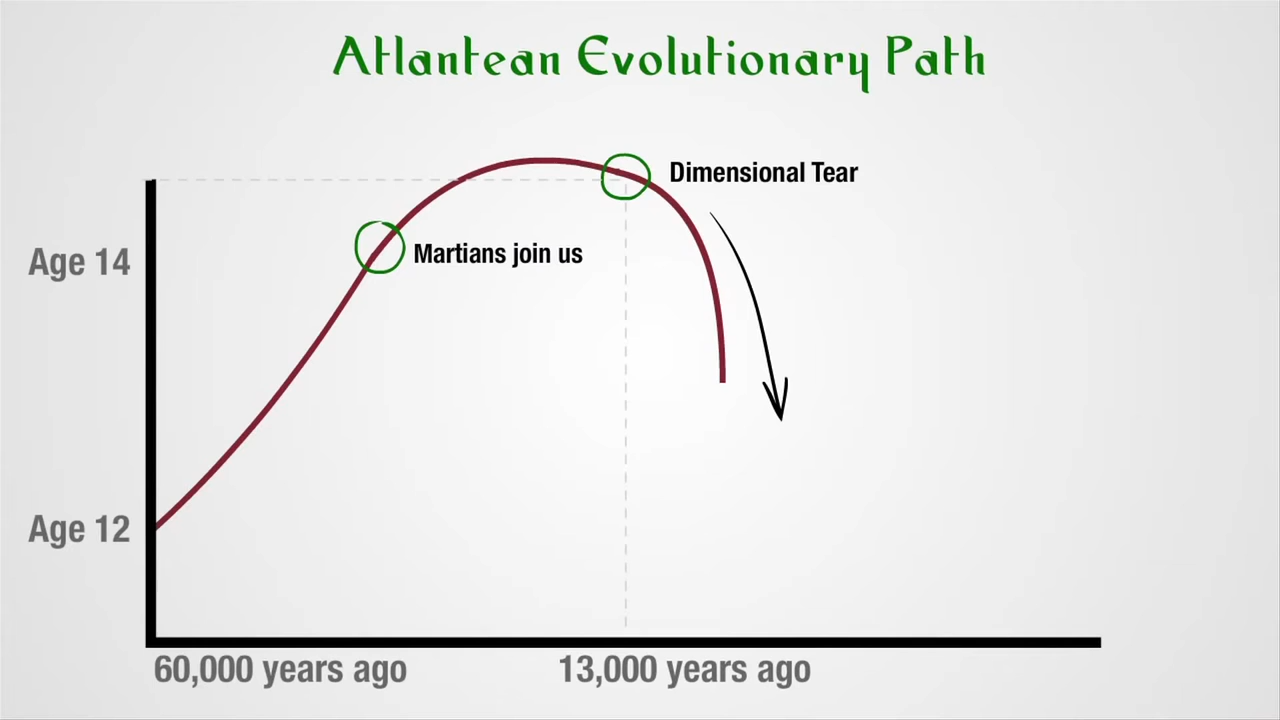 Atlantean Evolutionary Path
Dimensional Tear
Martians join us
Age 14
Age 12
60,000 years ago
13,000 years ago